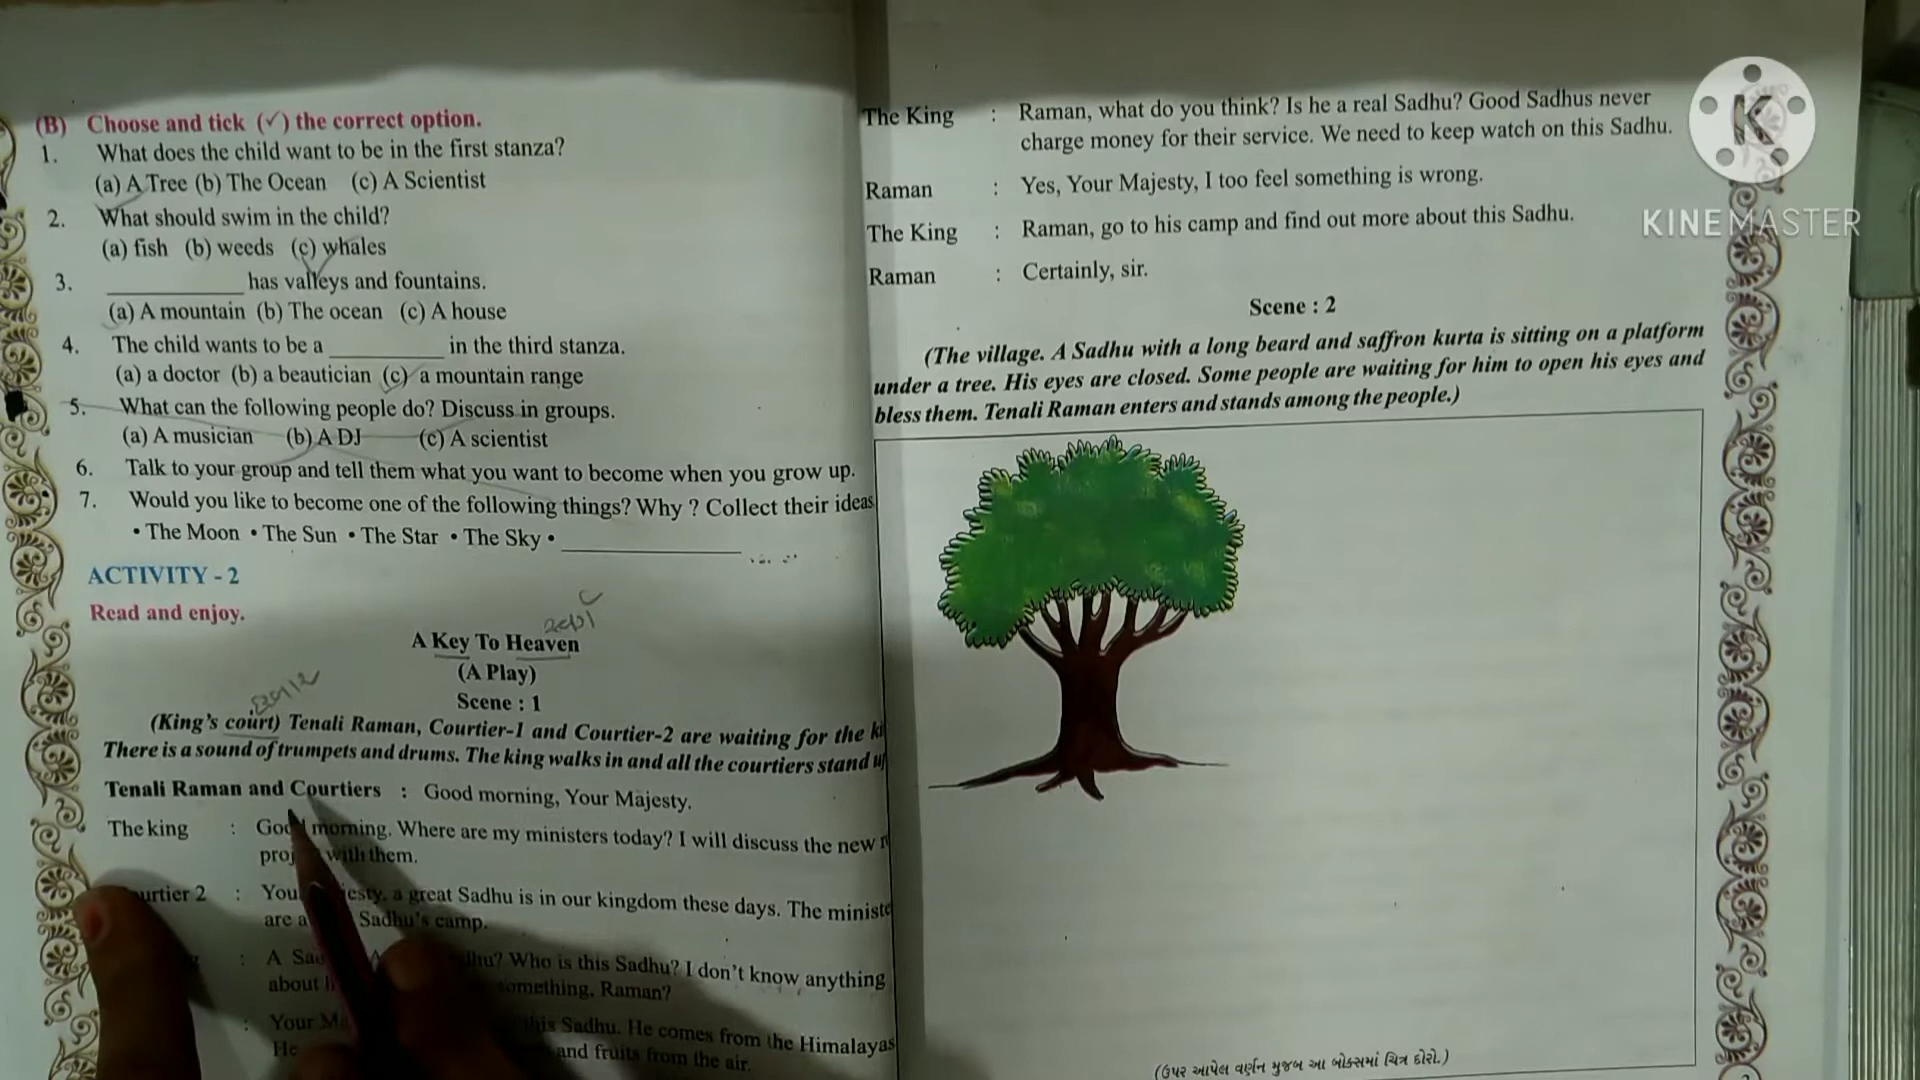 (B) Choose and tick (✓) the correct option.
1. What does the child want to be in the first stanza?
(a) A Tree (b) The Ocean (c) A Scientist
2. What should swim in the child?
(a) fish (b) weeds (c) whales
3. __________ has valleys and fountains.
(a) A mountain (b) The ocean (c) A house
4. The child wants to be a ________ in the third stanza.
(a) a doctor (b) a beautician (c) a mountain range
5. What can the following people do? Discuss in groups.
(a) A musician (b) A DJ (c) A scientist
6. Talk to your group and tell them what you want to become when you grow up.
7. Would you like to become one of the following things? Why ? Collect their ideas
• The Moon • The Sun • The Star • The Sky • __________
ACTIVITY - 2
Read and enjoy.
A Key To Heaven
(A Play)
Scene : 1
(King's court) Tenali Raman, Courtier-1 and Courtier-2 are waiting for the
There is a sound of trumpets and drums. The king walks in and all the courtiers stand
Tenali Raman and Courtiers : Good morning, Your Majesty.
The king : Good morning. Where are my ministers today? I will discuss the new
with them.
2 : a great Sadhu is in our kingdom these days. The
are Sadhu's camp.
: A Who is this Sadhu? I don't know anything
about something, Raman?
: Your this Sadhu. He comes from the Himalayas
He and fruits from the air.
The King : Raman, what do you think? Is he a real Sadhu? Good Sadhus never
charge money for their service. We need to keep watch on this Sadhu.
Raman : Yes, Your Majesty, I too feel something is wrong.
The King : Raman, go to his camp and find out more about this Sadhu.
Raman : Certainly, sir.
Scene : 2
(The village. A Sadhu with a long beard and saffron kurta is sitting on a platform
under a tree. His eyes are closed. Some people are waiting for him to open his eyes and
bless them. Tenali Raman enters and stands among the people.)
(ઉપર આપેલ વર્ણન મુજબ આ બોક્સમાં ચિત્ર દોરો.)
K
KINEMASTER